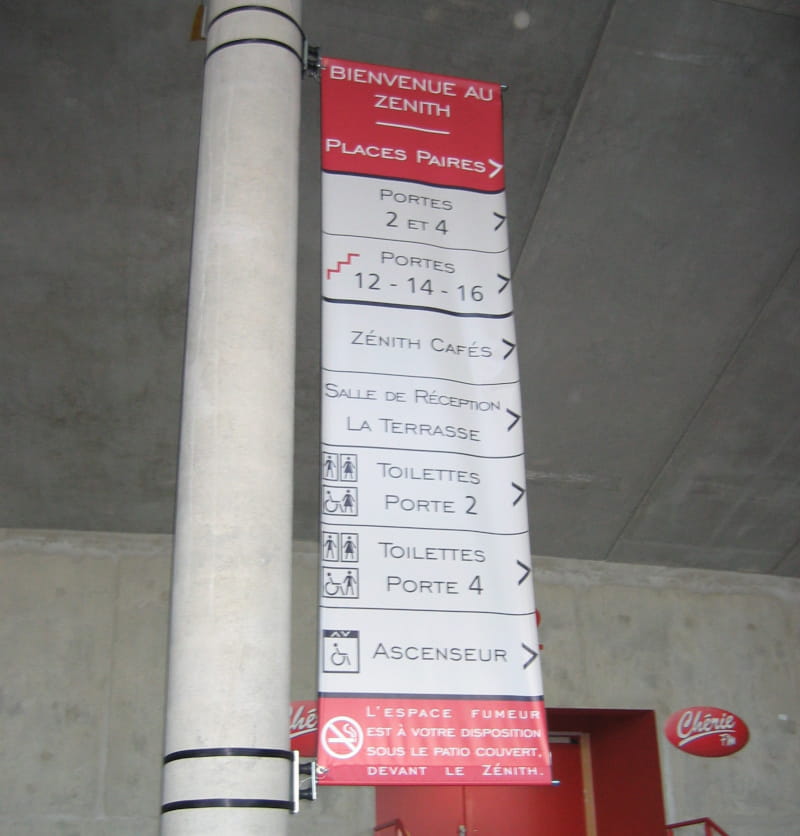 BIENVENUE AU
ZENITH
PLACES PAIRES
PORTES
2 ET 4
PORTES
12 - 14 - 16
ZÉNITH CAFÉS
SALLE DE RÉCEPTION
LA TERRASSE
TOILETTES
PORTE 2
TOILETTES
PORTE 4
ASCENSEUR
L'ESPACE FUMEUR
EST À VOTRE DISPOSITION
SOUS LE PATIO COUVERT,
DEVANT LE ZÉNITH.
Chérie
FM